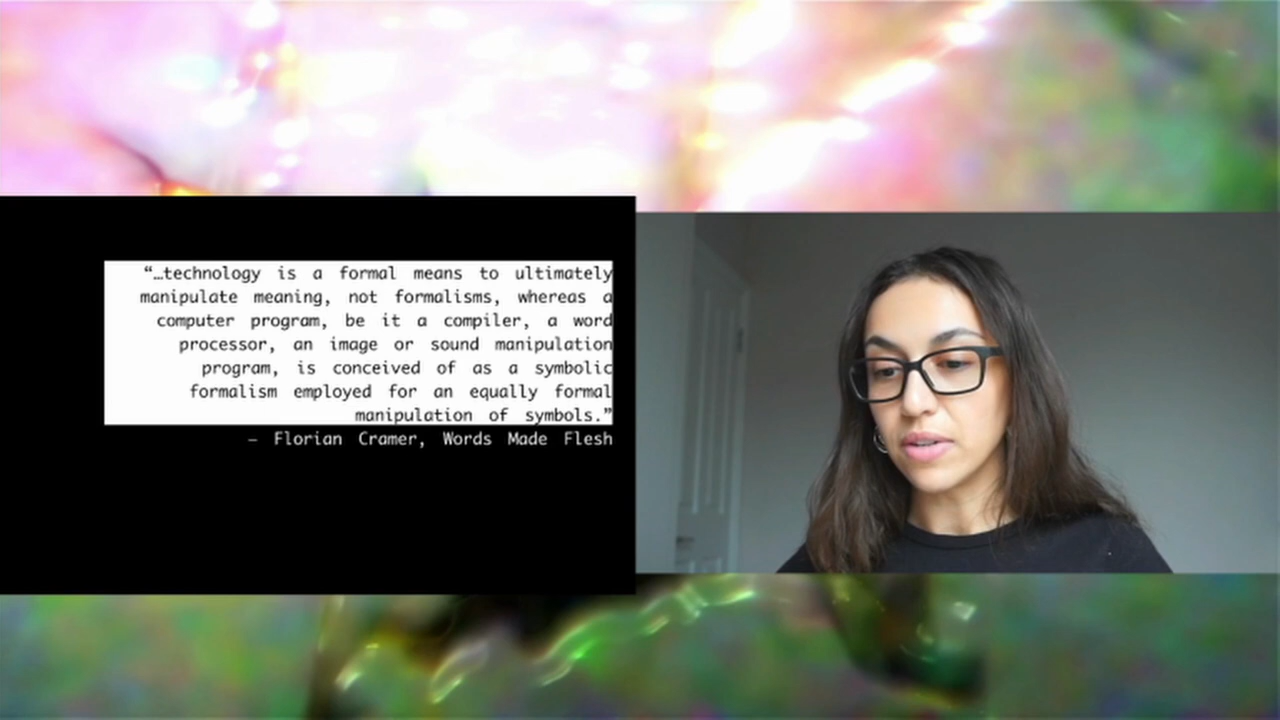 “…technology is a formal means to ultimately
manipulate meaning, not formalisms, whereas a
computer program, be it a compiler, a word
processor, an image or sound manipulation
program, is conceived of as a symbolic
formalism employed for an equally formal
manipulation of symbols.”
– Florian Cramer, Words Made Flesh